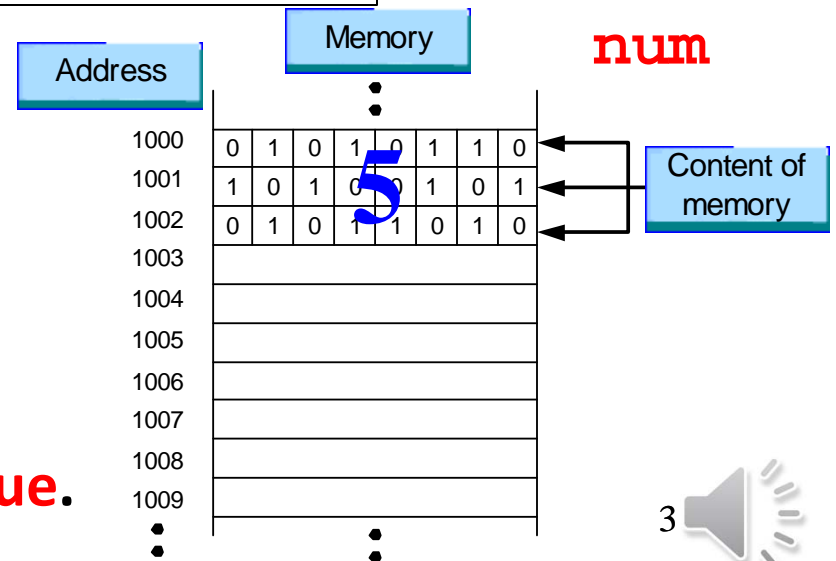 Memory
num
Address
1000 0 1 0 1 0 1 1 0
1001 1 0 1 0 0 1 0 1
1002 0 1 0 1 1 0 1 0
5
Content of
memory
1003
1004
1005
1006
1007
1008
ue.
1009
3